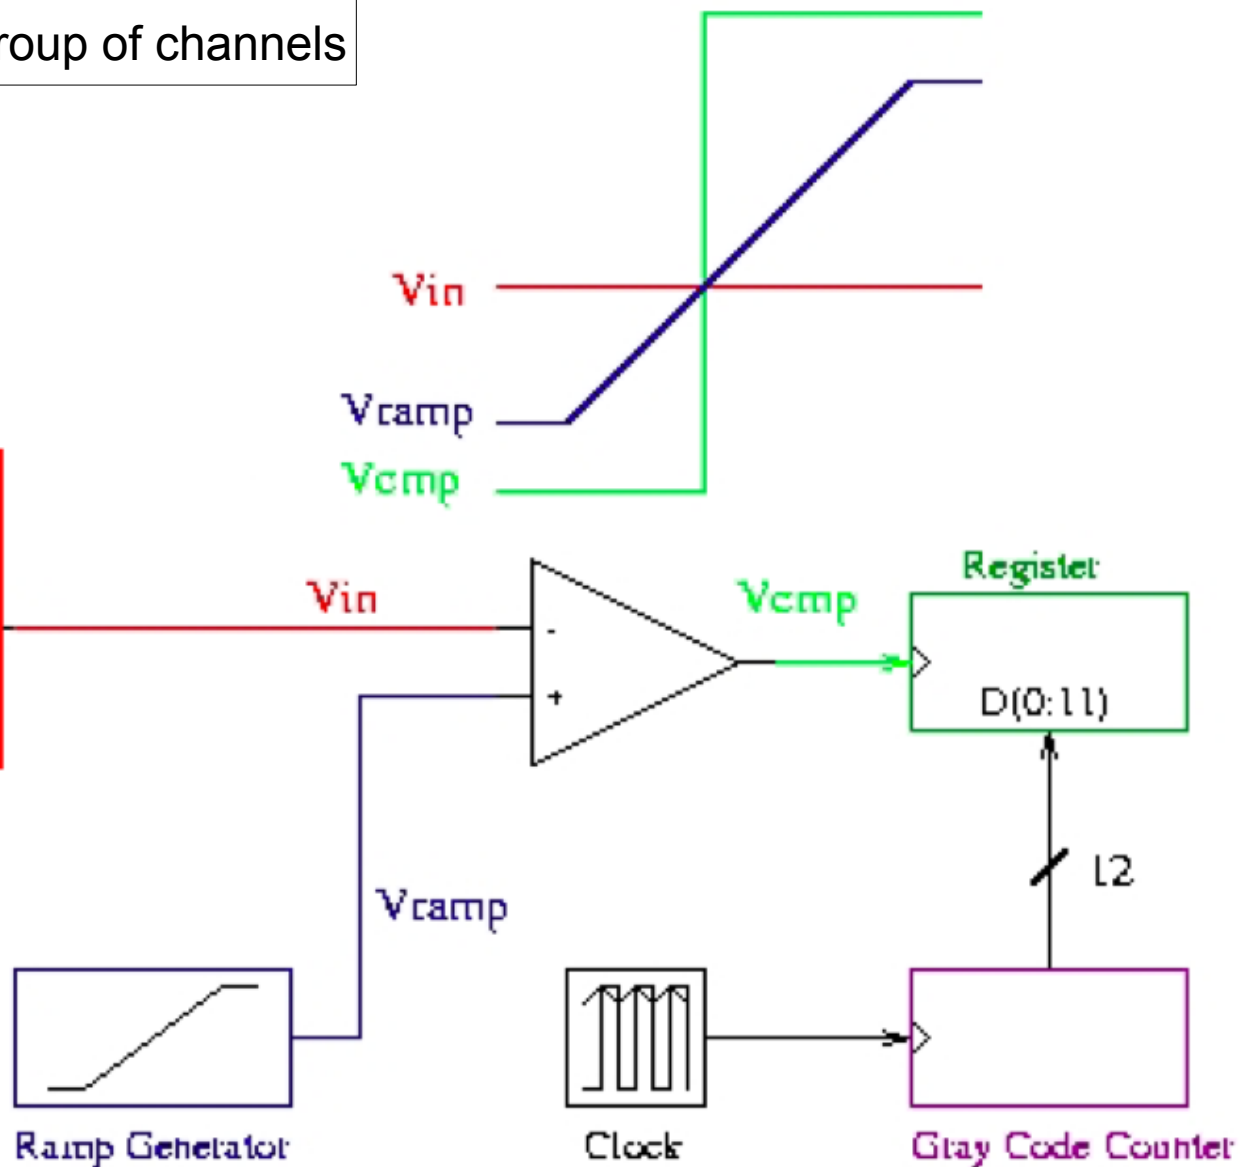 roup of channels
Vin
Vramp
Vcmp
Register
Vin
Vcmp
-
+
D(0:11)
12
Vramp
Ramp Generator
Clock
Gray Code Counter